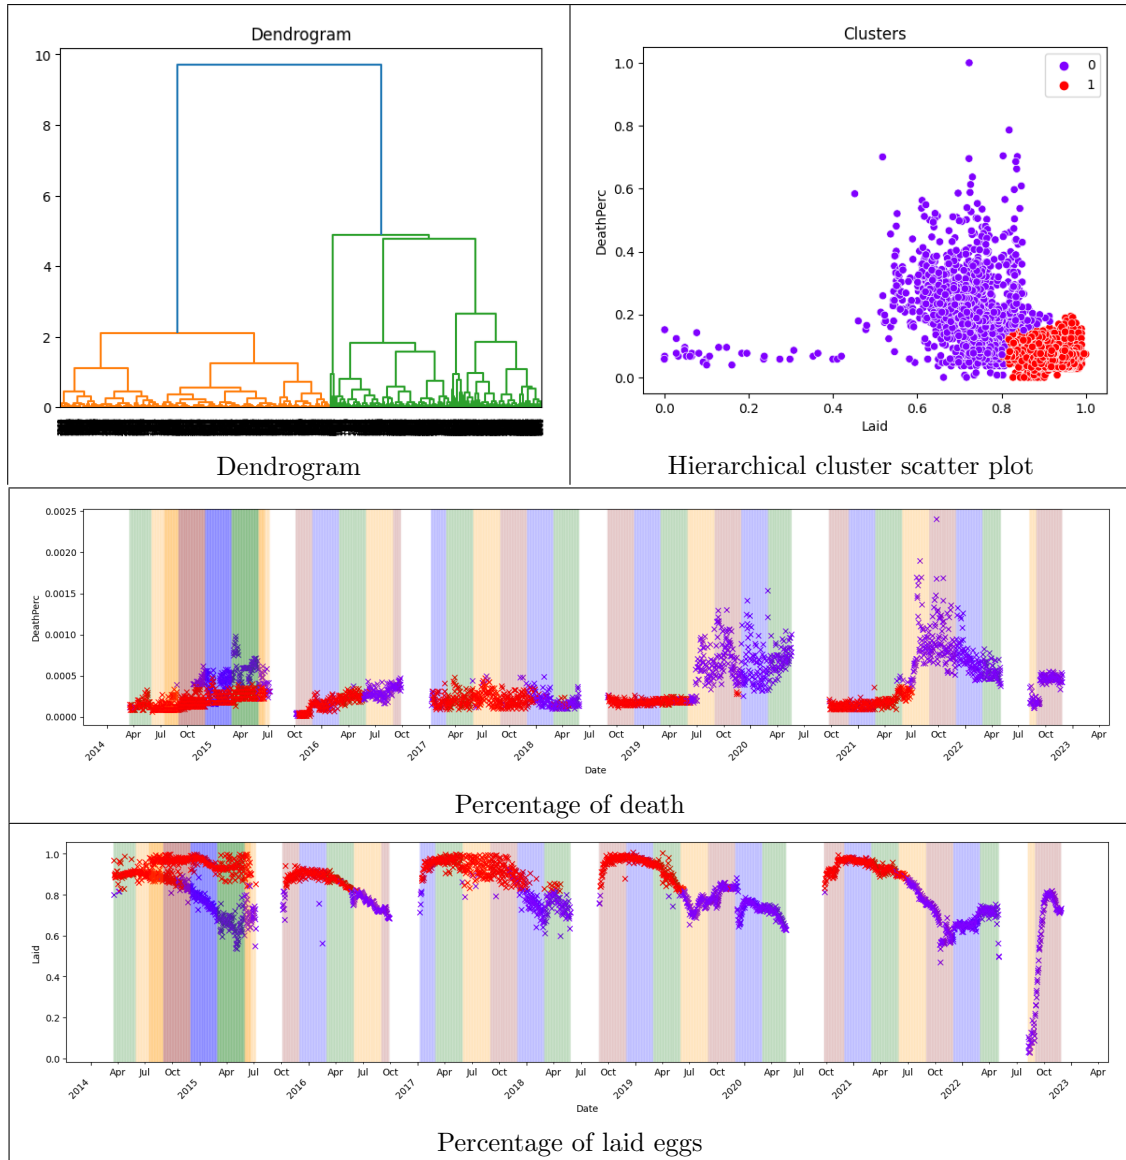 Dendrogram
10
8
6
4
2
0
Dendrogram
Clusters
0
1
DeathPerc
1.0
0.8
0.6
0.4
0.2
0.0
0.0 0.2 0.4 0.6 0.8 1.0
Laid
Hierarchical cluster scatter plot
DeathPerc
0.0025
0.0020
0.0015
0.0010
0.0005
0.0000
2014 Apr Jul Oct 2015 Apr Jul Oct 2016 Apr Jul Oct 2017 Apr Jul Oct 2018 Apr Jul Oct 2019 Apr Jul Oct 2020 Apr Jul Oct 2021 Apr Jul Oct 2022 Apr Jul Oct 2023 Apr
Date
Percentage of death
Laid
1.0
0.8
0.6
0.4
0.2
0.0
2014 Apr Jul Oct 2015 Apr Jul Oct 2016 Apr Jul Oct 2017 Apr Jul Oct 2018 Apr Jul Oct 2019 Apr Jul Oct 2020 Apr Jul Oct 2021 Apr Jul Oct 2022 Apr Jul Oct 2023 Apr
Date
Percentage of laid eggs